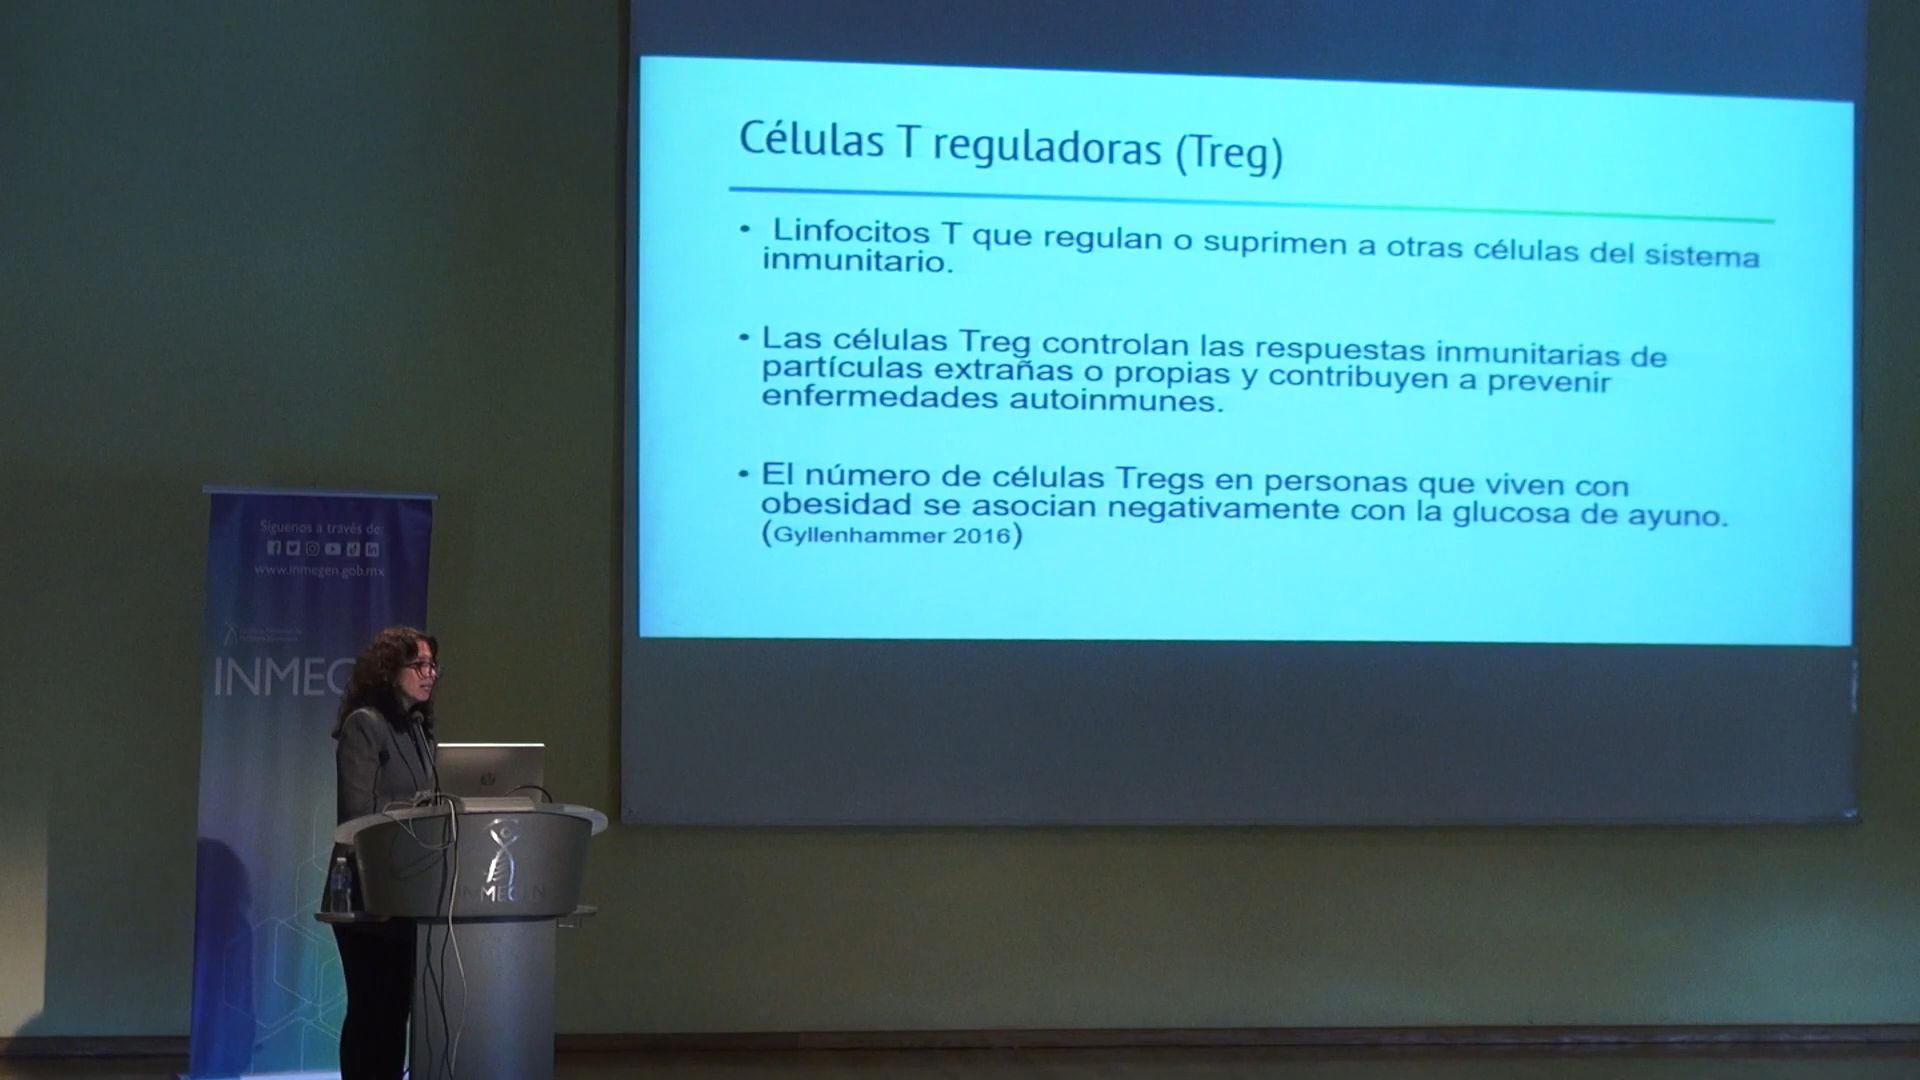 Células T reguladoras (Treg)
• Linfocitos T que regulan o suprimen a otras células del sistema
inmunitario.
• Las células Treg controlan las respuestas inmunitarias de
partículas extrañas o propias y contribuyen a prevenir
enfermedades autoinmunes.
• El número de células Tregs en personas que viven con
obesidad se asocian negativamente con la glucosa de ayuno.
(Gyllenhammer 2016)
Síguenos a través de:
www.inmegen.gob.mx
INMEG
INMEGEN